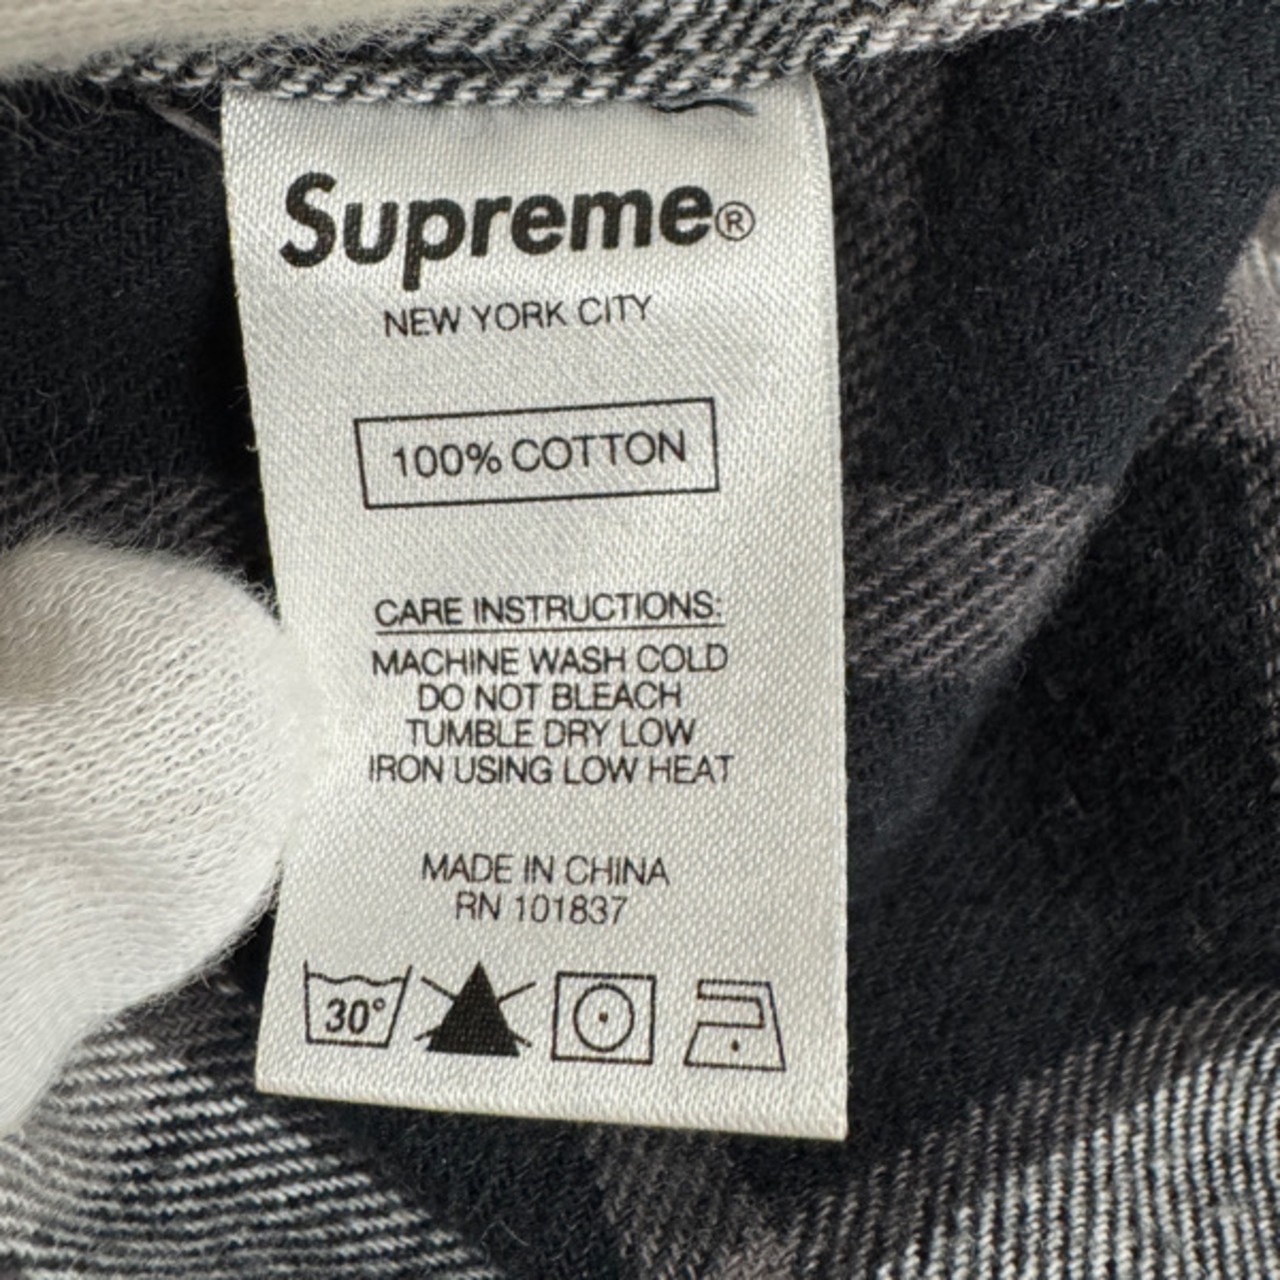 Supreme®
NEW YORK CITY
100% COTTON
CARE INSTRUCTIONS:
MACHINE WASH COLD
DO NOT BLEACH
TUMBLE DRY LOW
IRON USING LOW HEAT
MADE IN CHINA
RN 101837
30°